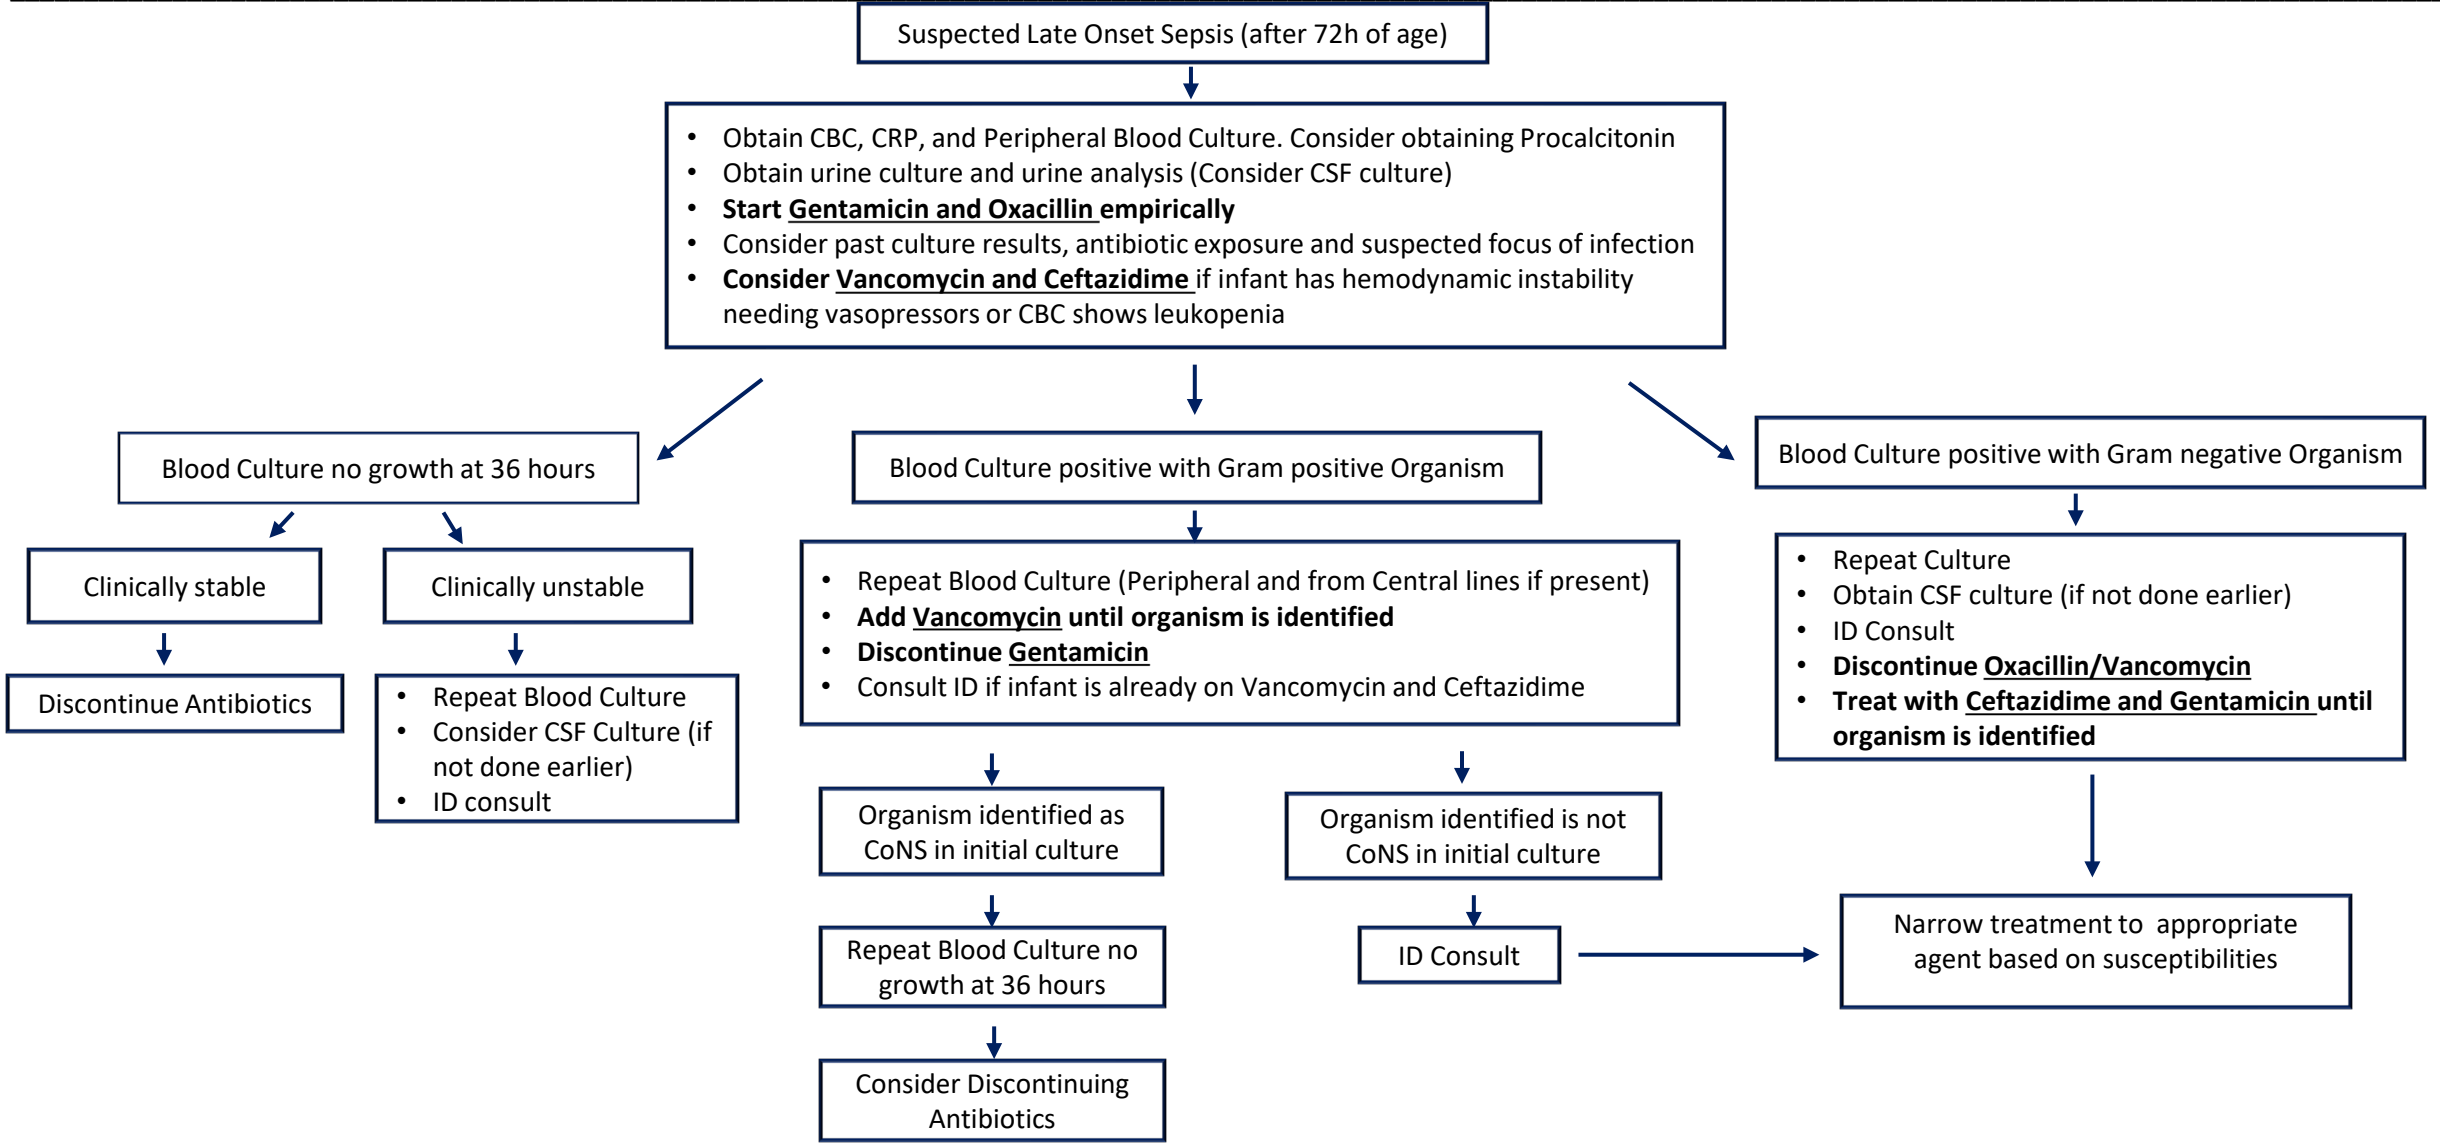 Suspected Late Onset Sepsis (after 72h of age)
• Obtain CBC, CRP, and Peripheral Blood Culture. Consider obtaining Procalcitonin
• Obtain urine culture and urine analysis (Consider CSF culture)
• Start Gentamicin and Oxacillin empirically
• Consider past culture results, antibiotic exposure and suspected focus of infection
• Consider Vancomycin and Ceftazidime if infant has hemodynamic instability
needing vasopressors or CBC shows leukopenia
Blood Culture no growth at 36 hours
Clinically stable
Discontinue Antibiotics
Clinically unstable
• Repeat Blood Culture
• Consider CSF Culture (if
not done earlier)
• ID consult
Blood Culture positive with Gram positive Organism
• Repeat Blood Culture (Peripheral and from Central lines if present)
• Add Vancomycin until organism is identified
• Discontinue Gentamicin
• Consult ID if infant is already on Vancomycin and Ceftazidime
Organism identified as
CoNS in initial culture
Repeat Blood Culture no
growth at 36 hours
Consider Discontinuing
Antibiotics
Organism identified is not
CoNS in initial culture
ID Consult
Blood Culture positive with Gram negative Organism
• Repeat Culture
• Obtain CSF culture (if not done earlier)
• ID Consult
• Discontinue Oxacillin/Vancomycin
• Treat with Ceftazidime and Gentamicin until
organism is identified
Narrow treatment to appropriate
agent based on susceptibilities